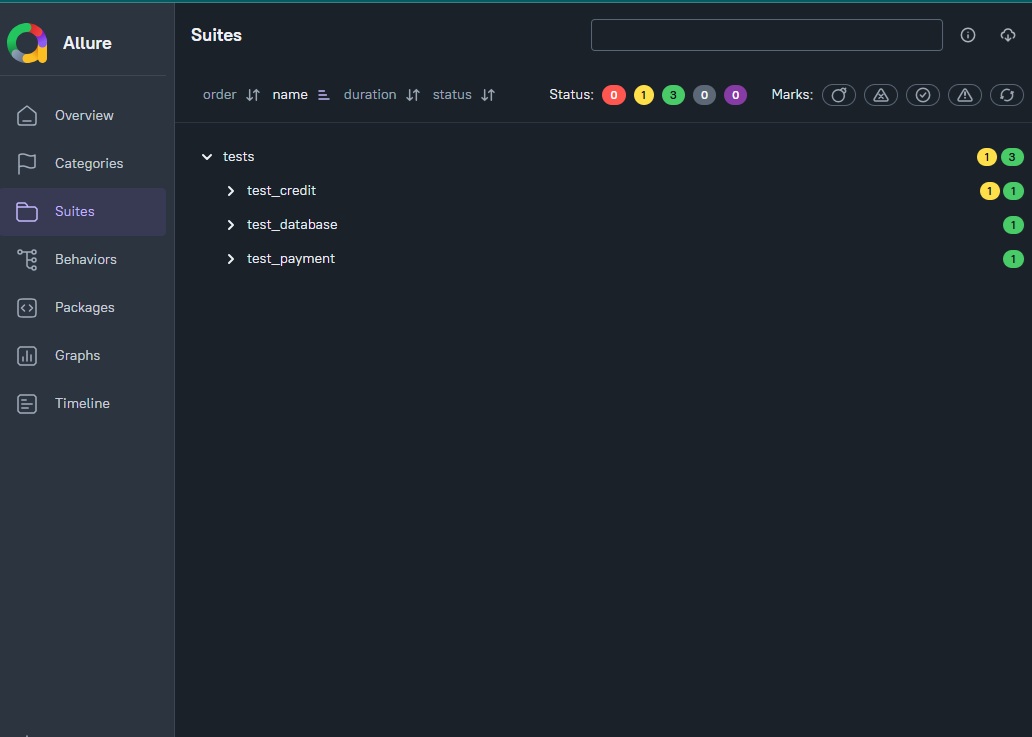 Allure
Suites
order name duration status Status: 0 1 3 0 0 Marks:
Overview
Categories
Suites
Behaviors
Packages
Graphs
Timeline
tests 1 3
test_credit 1 1
test_database 1
test_payment 1